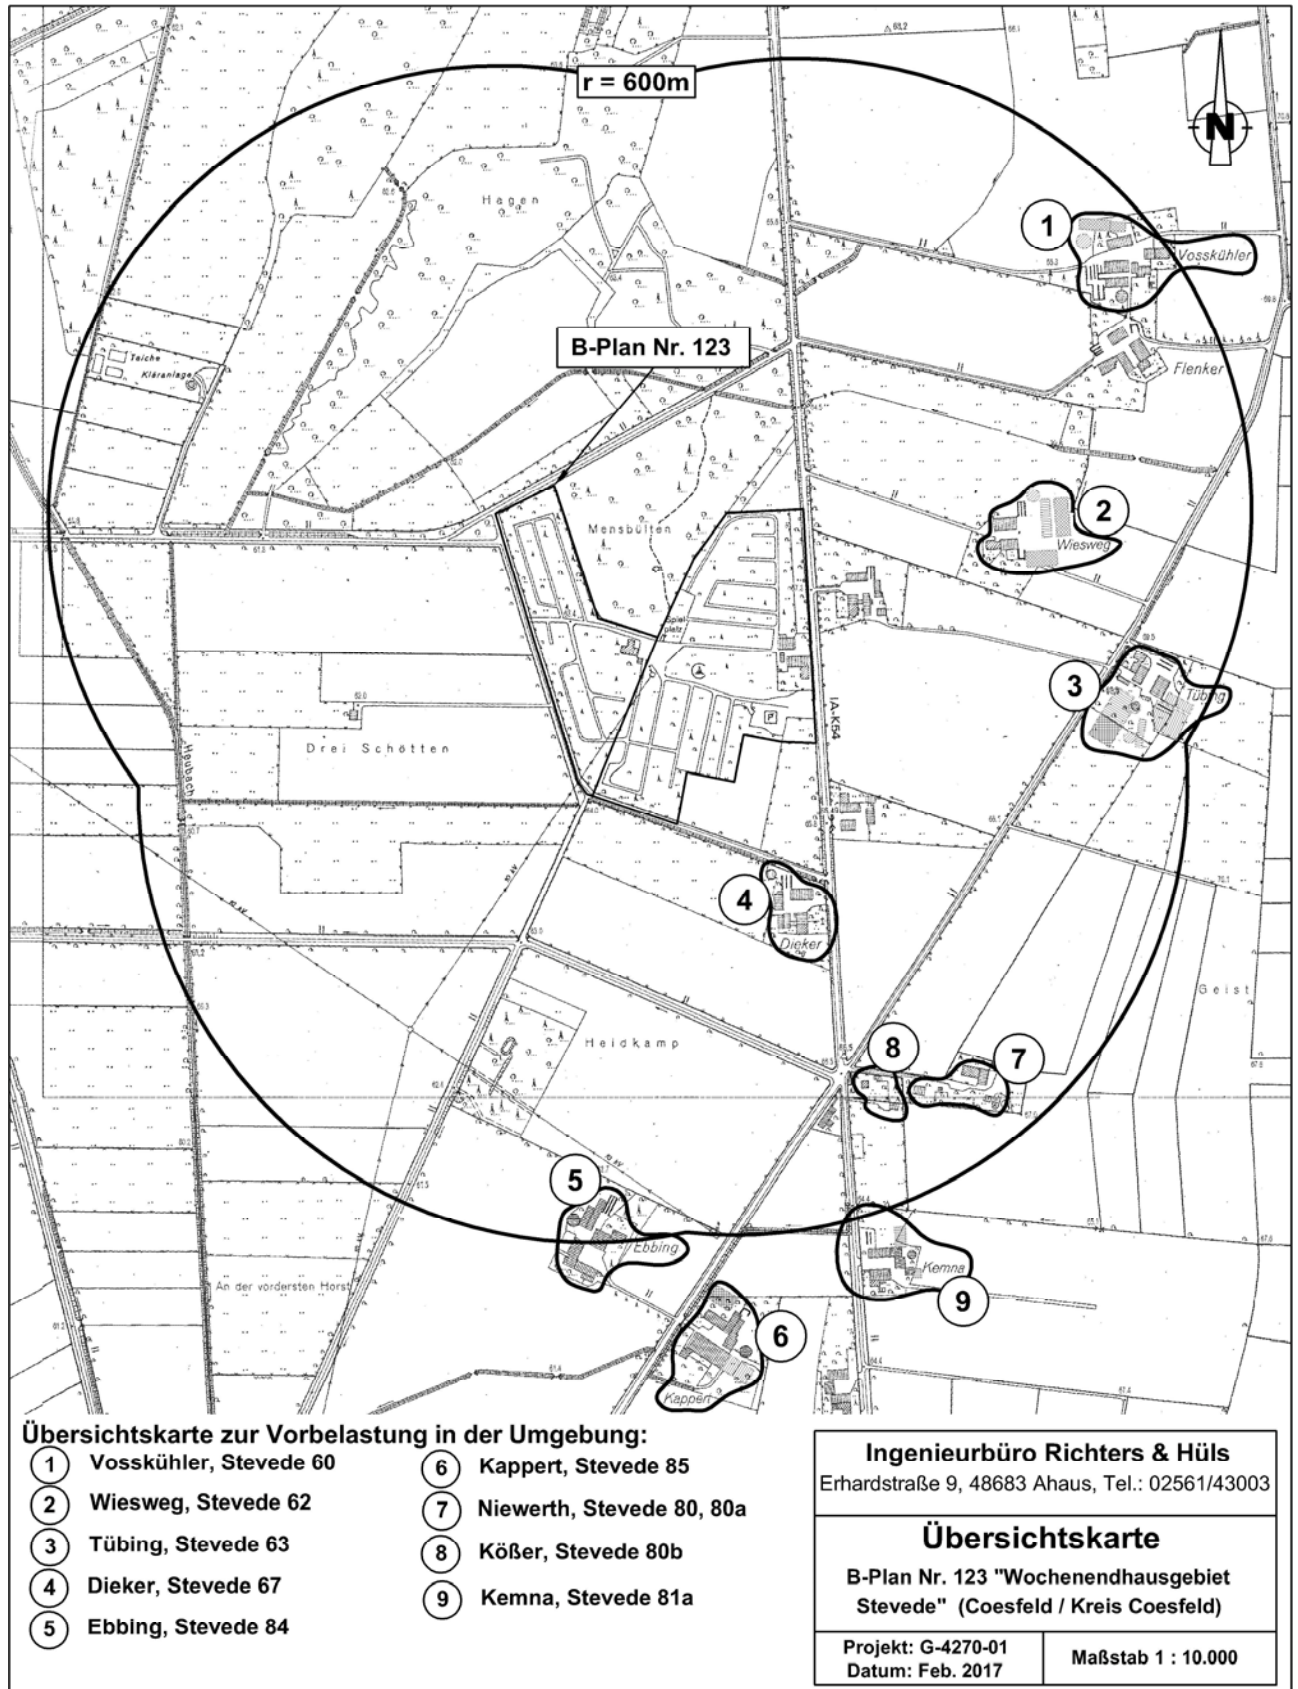 r = 600m
N
Hagen
1
Vosskühler
B-Plan Nr. 123
Teiche
Kläranlage
Flenker
2
Mensbülten
Wiesweg
Spiel
platz
3
Tübing
IA-K54
P
Drei Schötten
Heubach
4
Dieker
Geist
Heidkamp
8
7
5
Ebbing
Kemna
An der vordersten Horst
9
6
Kappert
Übersichtskarte zur Vorbelastung in der Umgebung:
1 Vosskühler, Stevede 60
2 Wiesweg, Stevede 62
3 Tübing, Stevede 63
4 Dieker, Stevede 67
5 Ebbing, Stevede 84
6 Kappert, Stevede 85
7 Niewerth, Stevede 80, 80a
8 Kößer, Stevede 80b
9 Kemna, Stevede 81a
Ingenieurbüro Richters & Hüls
Erhardstraße 9, 48683 Ahaus, Tel.: 02561/43003
Übersichtskarte
B-Plan Nr. 123 "Wochenendhausgebiet
Stevede" (Coesfeld / Kreis Coesfeld)
Projekt: G-4270-01
Datum: Feb. 2017
Maßstab 1 : 10.000